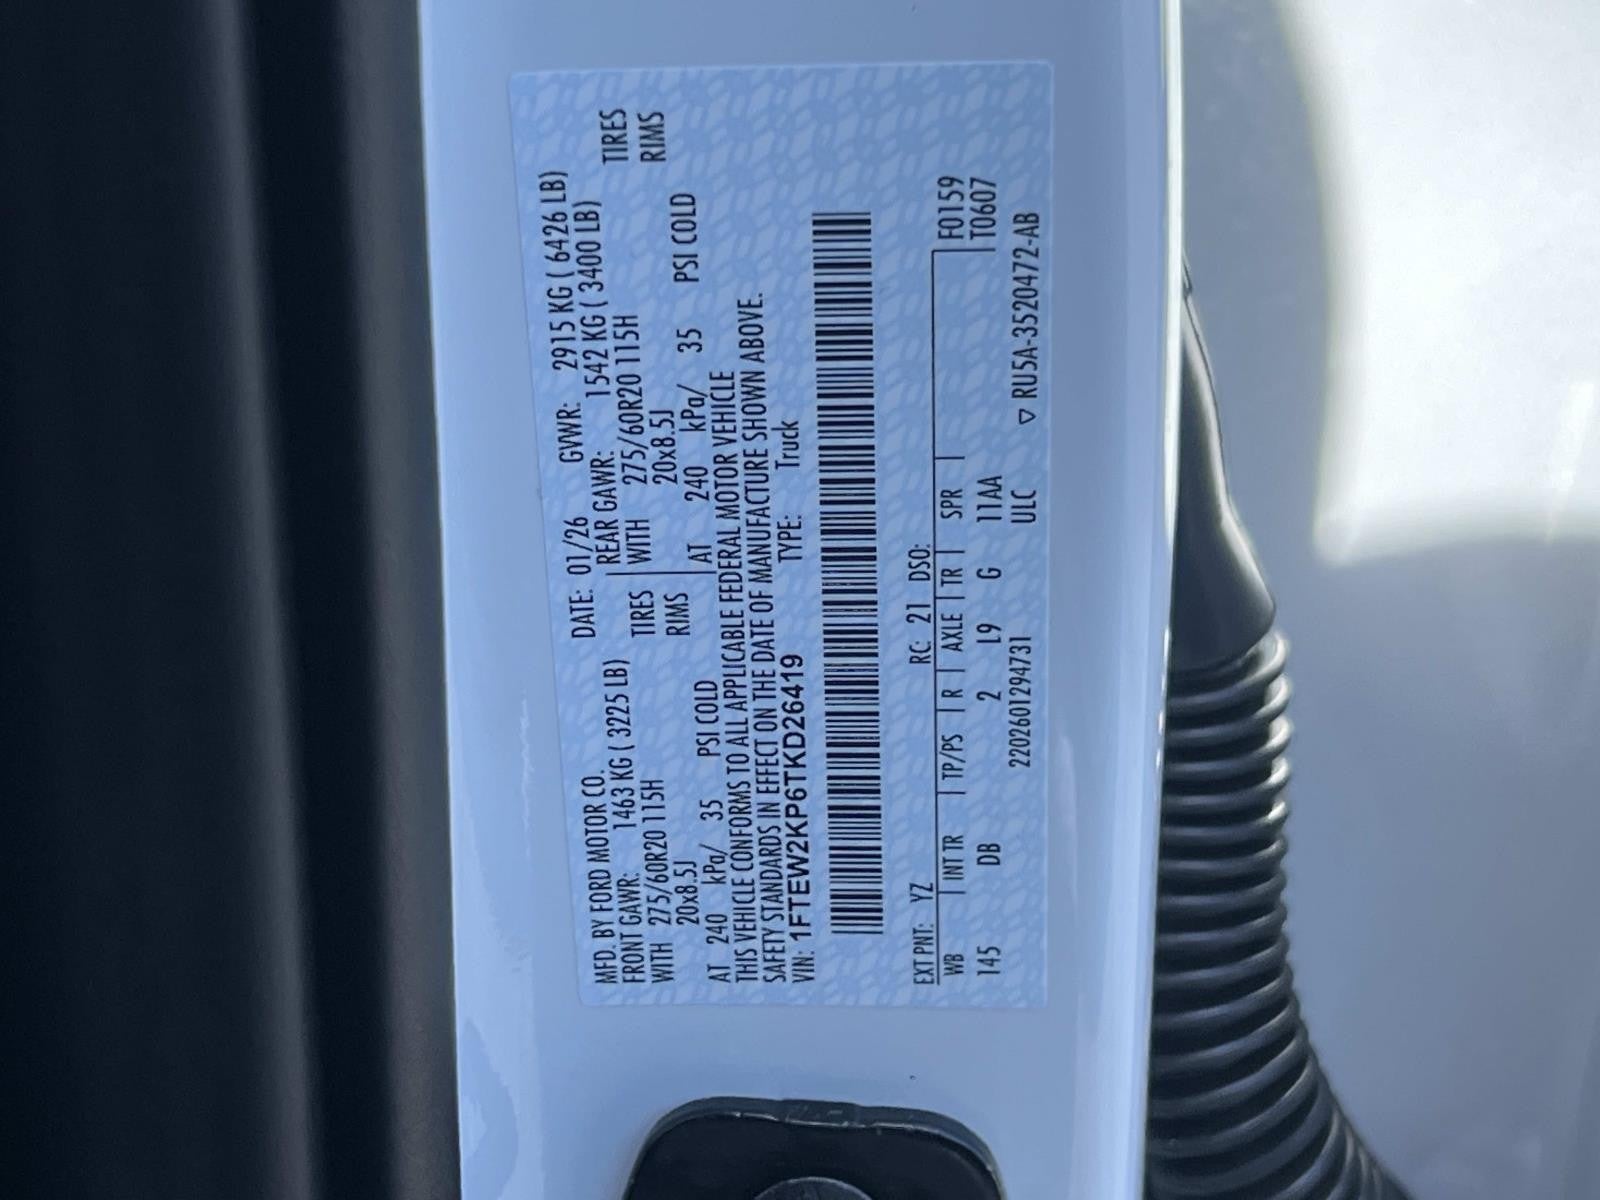 MFD. BY FORD MOTOR CO. DATE: 01/26 GVWR: 2915 KG ( 6426 LB)
FRONT GAWR: 1463 KG ( 3225 LB) REAR GAWR: 1542 KG ( 3400 LB)
WITH 275/60R20 115H TIRES WITH 275/60R20 115H TIRES
20x8.5J RIMS 20x8.5J RIMS
AT 240 kPa/ 35 PSI COLD AT 240 kPa/ 35 PSI COLD
THIS VEHICLE CONFORMS TO ALL APPLICABLE FEDERAL MOTOR VEHICLE
SAFETY STANDARDS IN EFFECT ON THE DATE OF MANUFACTURE SHOWN ABOVE.
VIN: 1FTEW2KP6TKD26419 TYPE: Truck
EXT PNT: YZ RC: 21 DSO: F0159
WB INT TR TP/PS R AXLE TR SPR T0607
145 DB 2 L9 G 11AA
220260129473​1 ULC ▽ RU5A-3520472-AB